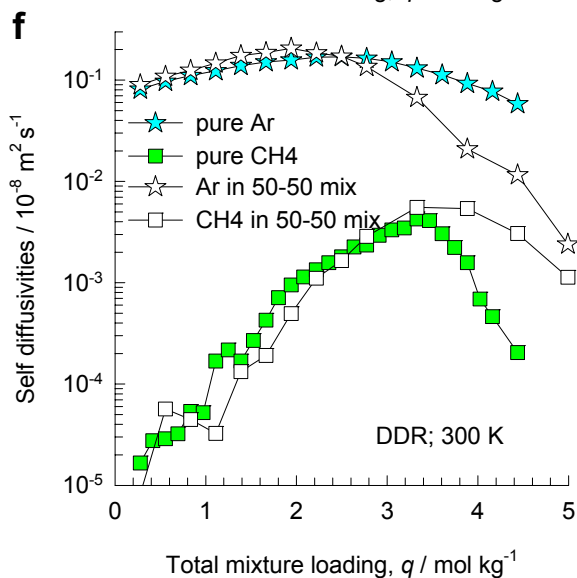 f
10⁻¹
10⁻²
10⁻³
10⁻⁴
10⁻⁵
Self diffusivities / 10⁻⁸ m² s⁻¹
pure Ar
pure CH4
Ar in 50-50 mix
CH4 in 50-50 mix
DDR; 300 K
0 1 2 3 4 5
Total mixture loading, q / mol kg⁻¹